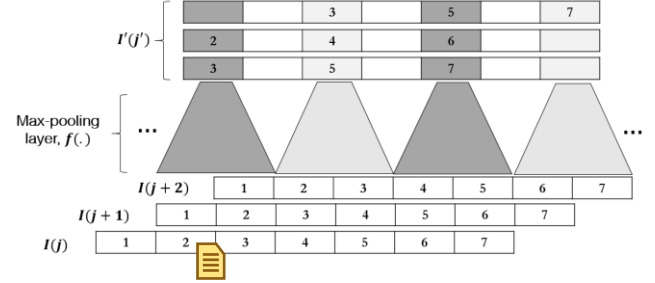 3 5 7
I'(j') 2 4 6
3 5 7
Max-pooling
layer, f(.)
... ...
I(j + 2) 1 2 3 4 5 6 7
I(j + 1) 1 2 3 4 5 6 7
I(j) 1 2 3 4 5 6 7